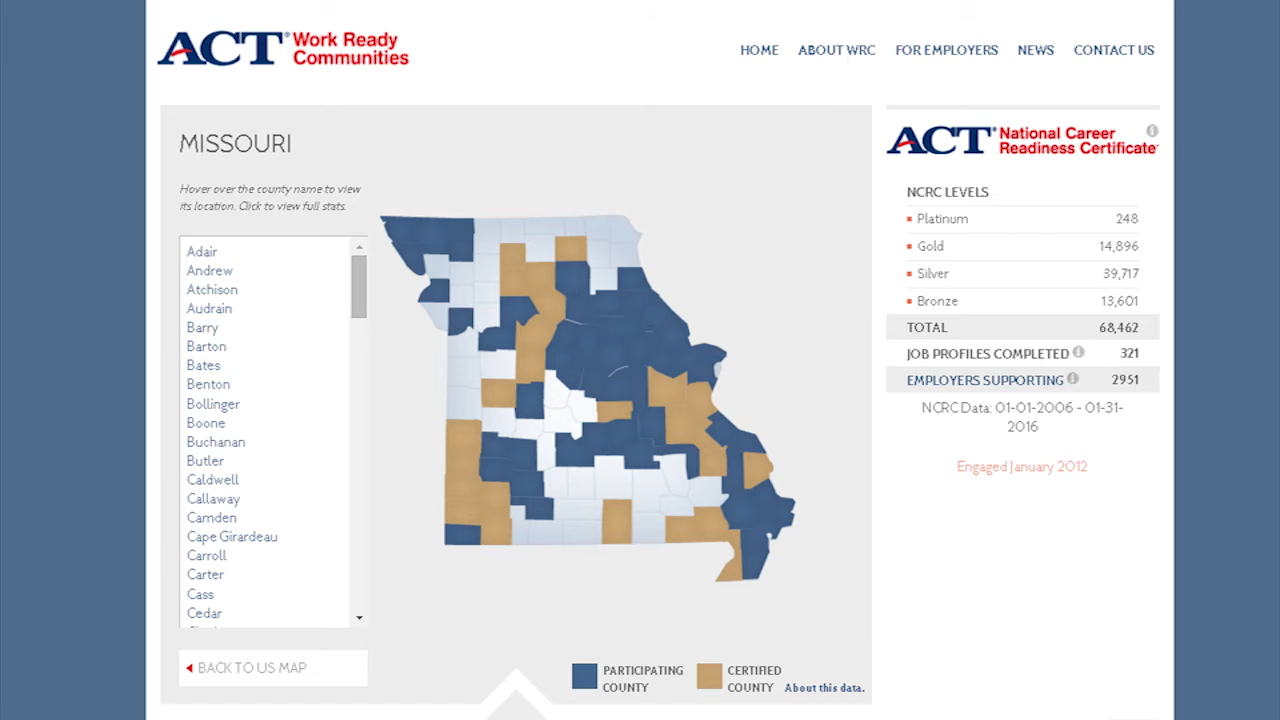 ACT® Work Ready
Communities
HOME ABOUT WRC FOR EMPLOYERS NEWS CONTACT US
MISSOURI
Hover over the county name to view
its location. Click to view full stats.
Adair
Andrew
Atchison
Audrain
Barry
Barton
Bates
Benton
Bollinger
Boone
Buchanan
Butler
Caldwell
Callaway
Camden
Cape Girardeau
Carroll
Carter
Cass
Cedar
BACK TO US MAP
PARTICIPATING
COUNTY
CERTIFIED
COUNTY
About this data.
ACT® National Career
Readiness Certificate
NCRC LEVELS
Platinum 248
Gold 14,896
Silver 39,717
Bronze 13,601
TOTAL 68,462
JOB PROFILES COMPLETED 321
EMPLOYERS SUPPORTING 2951
NCRC Data: 01-01-2006 - 01-31-
2016
Engaged January 2012